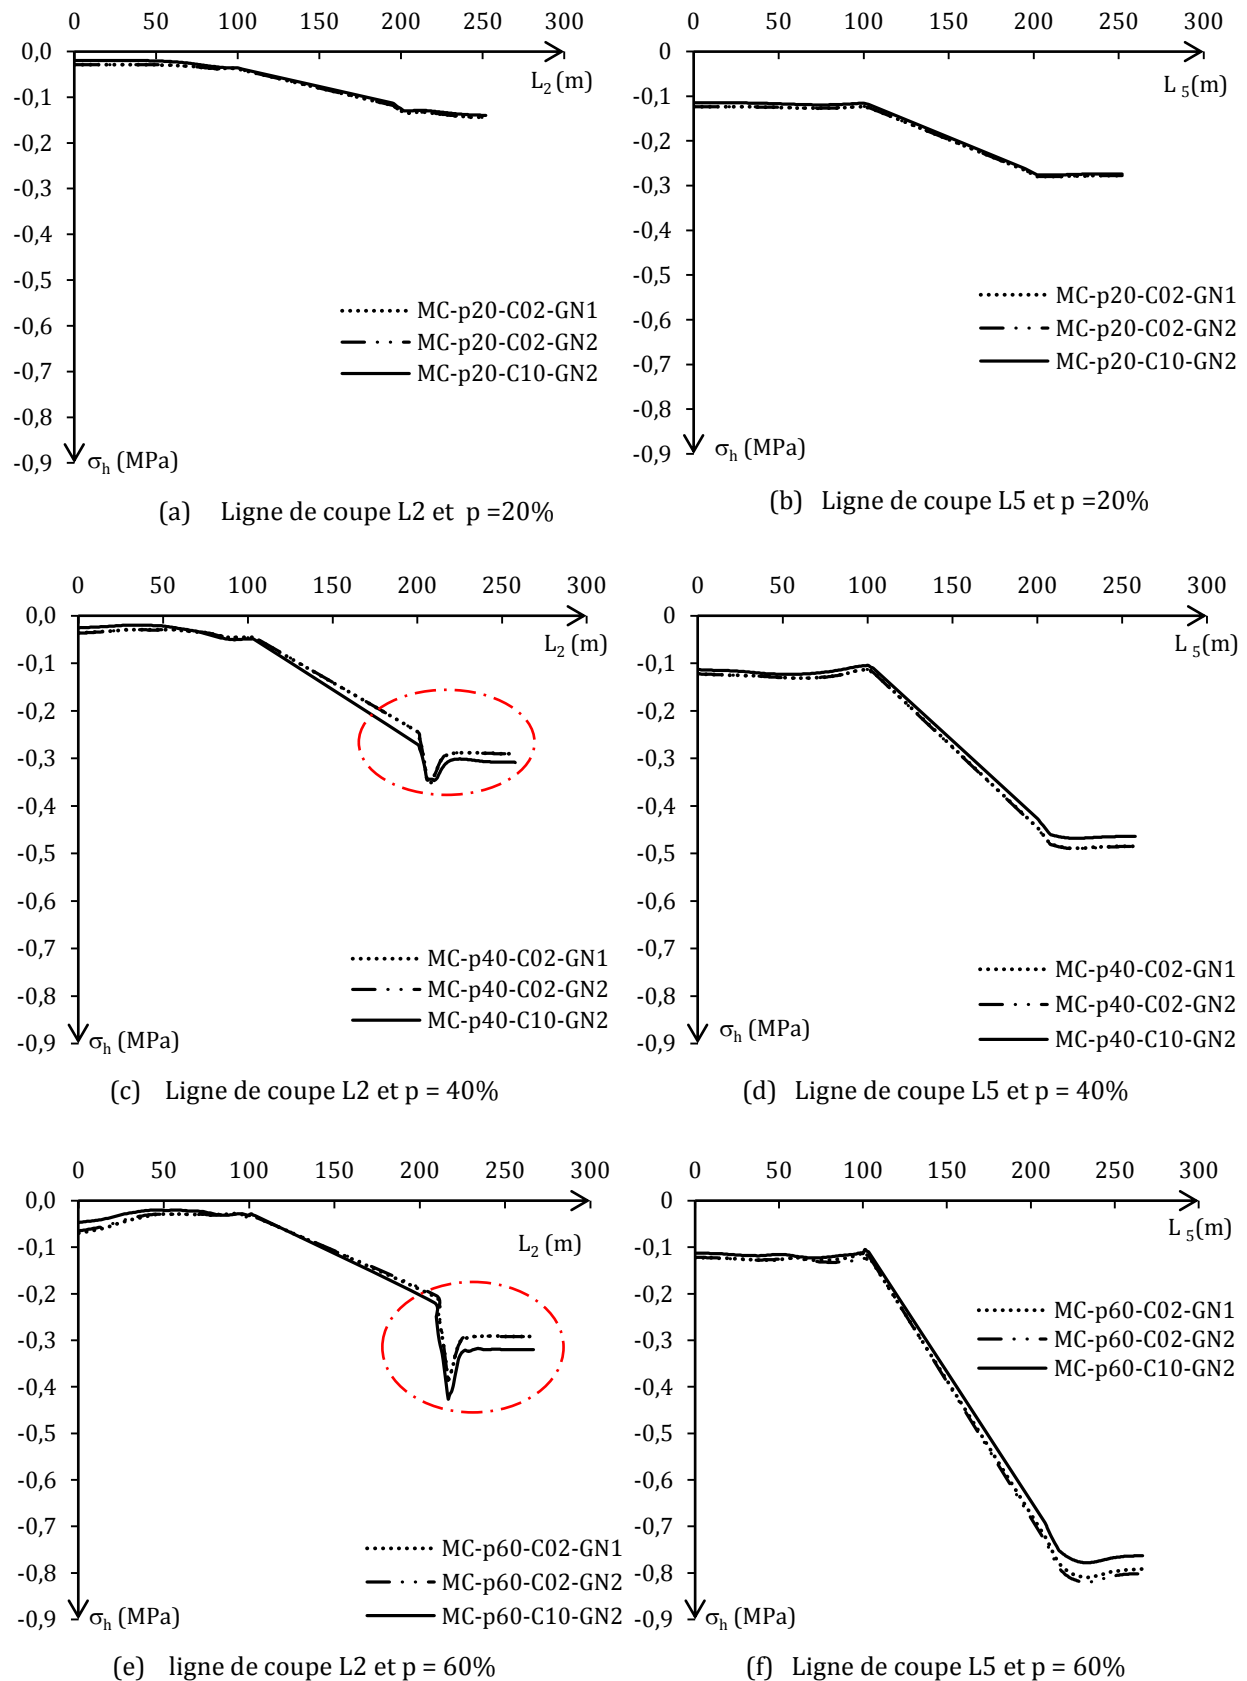 0 50 100 150 200 250 300
0,0
-0,1
-0,2
-0,3
-0,4
-0,5
-0,6
-0,7
-0,8
-0,9
L2 (m)
σh (MPa)
MC-p20-C02-GN1
MC-p20-C02-GN2
MC-p20-C10-GN2
(a) Ligne de coupe L2 et p =20%
0 50 100 150 200 250 300
0
-0,1
-0,2
-0,3
-0,4
-0,5
-0,6
-0,7
-0,8
-0,9
L 5(m)
σh (MPa)
MC-p20-C02-GN1
MC-p20-C02-GN2
MC-p20-C10-GN2
(b) Ligne de coupe L5 et p =20%
0 50 100 150 200 250 300
0,0
-0,1
-0,2
-0,3
-0,4
-0,5
-0,6
-0,7
-0,8
-0,9
L2 (m)
σh (MPa)
MC-p40-C02-GN1
MC-p40-C02-GN2
MC-p40-C10-GN2
(c) Ligne de coupe L2 et p = 40%
0 50 100 150 200 250 300
0
-0,1
-0,2
-0,3
-0,4
-0,5
-0,6
-0,7
-0,8
-0,9
L 5(m)
σh (MPa)
MC-p40-C02-GN1
MC-p40-C02-GN2
MC-p40-C10-GN2
(d) Ligne de coupe L5 et p = 40%
0 50 100 150 200 250 300
0,0
-0,1
-0,2
-0,3
-0,4
-0,5
-0,6
-0,7
-0,8
-0,9
L2 (m)
σh (MPa)
MC-p60-C02-GN1
MC-p60-C02-GN2
MC-p60-C10-GN2
(e) ligne de coupe L2 et p = 60%
0 50 100 150 200 250 300
0
-0,1
-0,2
-0,3
-0,4
-0,5
-0,6
-0,7
-0,8
-0,9
L 5(m)
σh (MPa)
MC-p60-C02-GN1
MC-p60-C02-GN2
MC-p60-C10-GN2
(f) Ligne de coupe L5 et p = 60%